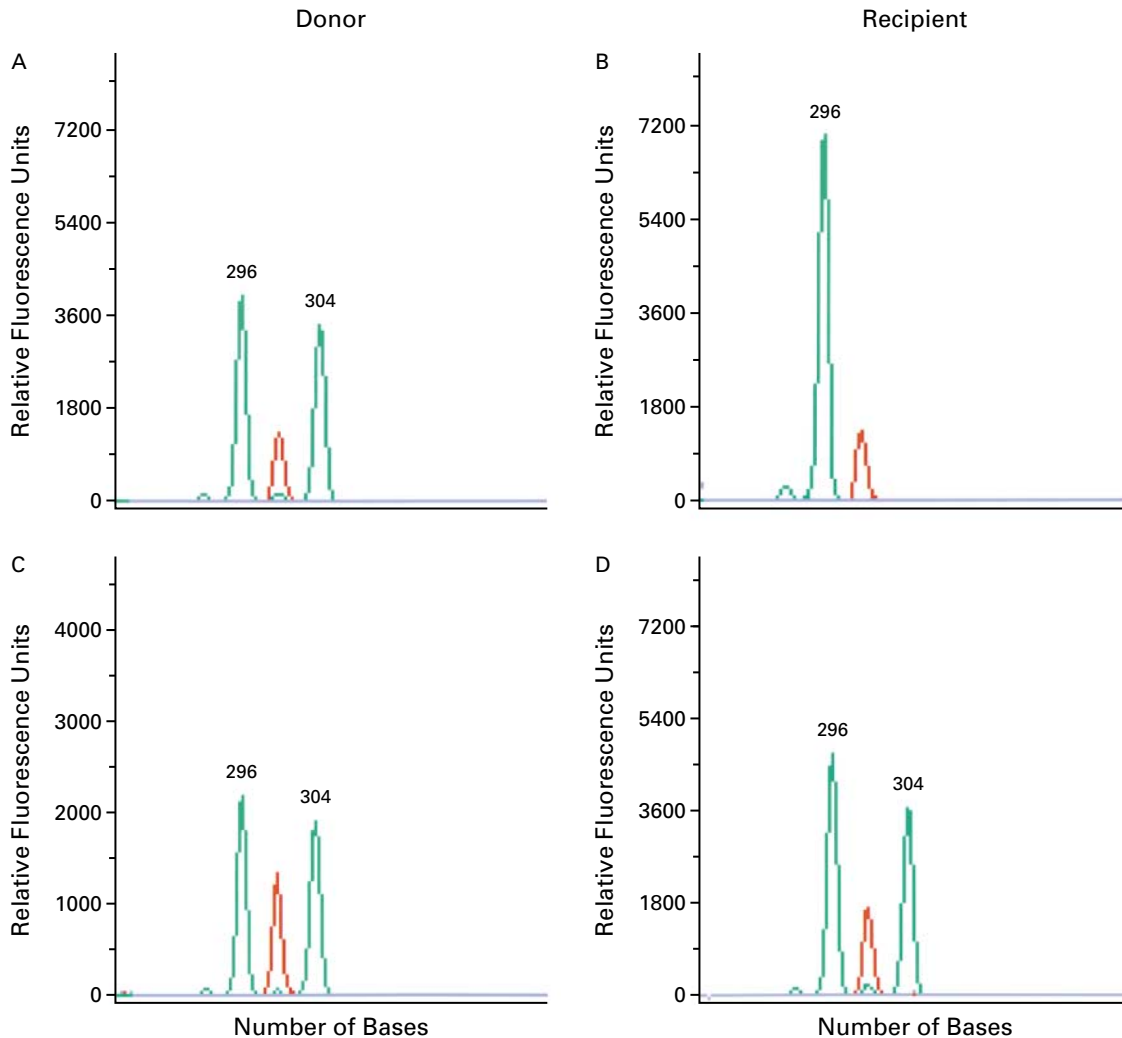 Donor
Recipient
A
Relative Fluorescence Units
7200
5400
3600
1800
0
296
304
B
Relative Fluorescence Units
7200
5400
3600
1800
0
296
C
Relative Fluorescence Units
4000
3000
2000
1000
0
296
304
Number of Bases
D
Relative Fluorescence Units
7200
5400
3600
1800
0
296
304
Number of Bases